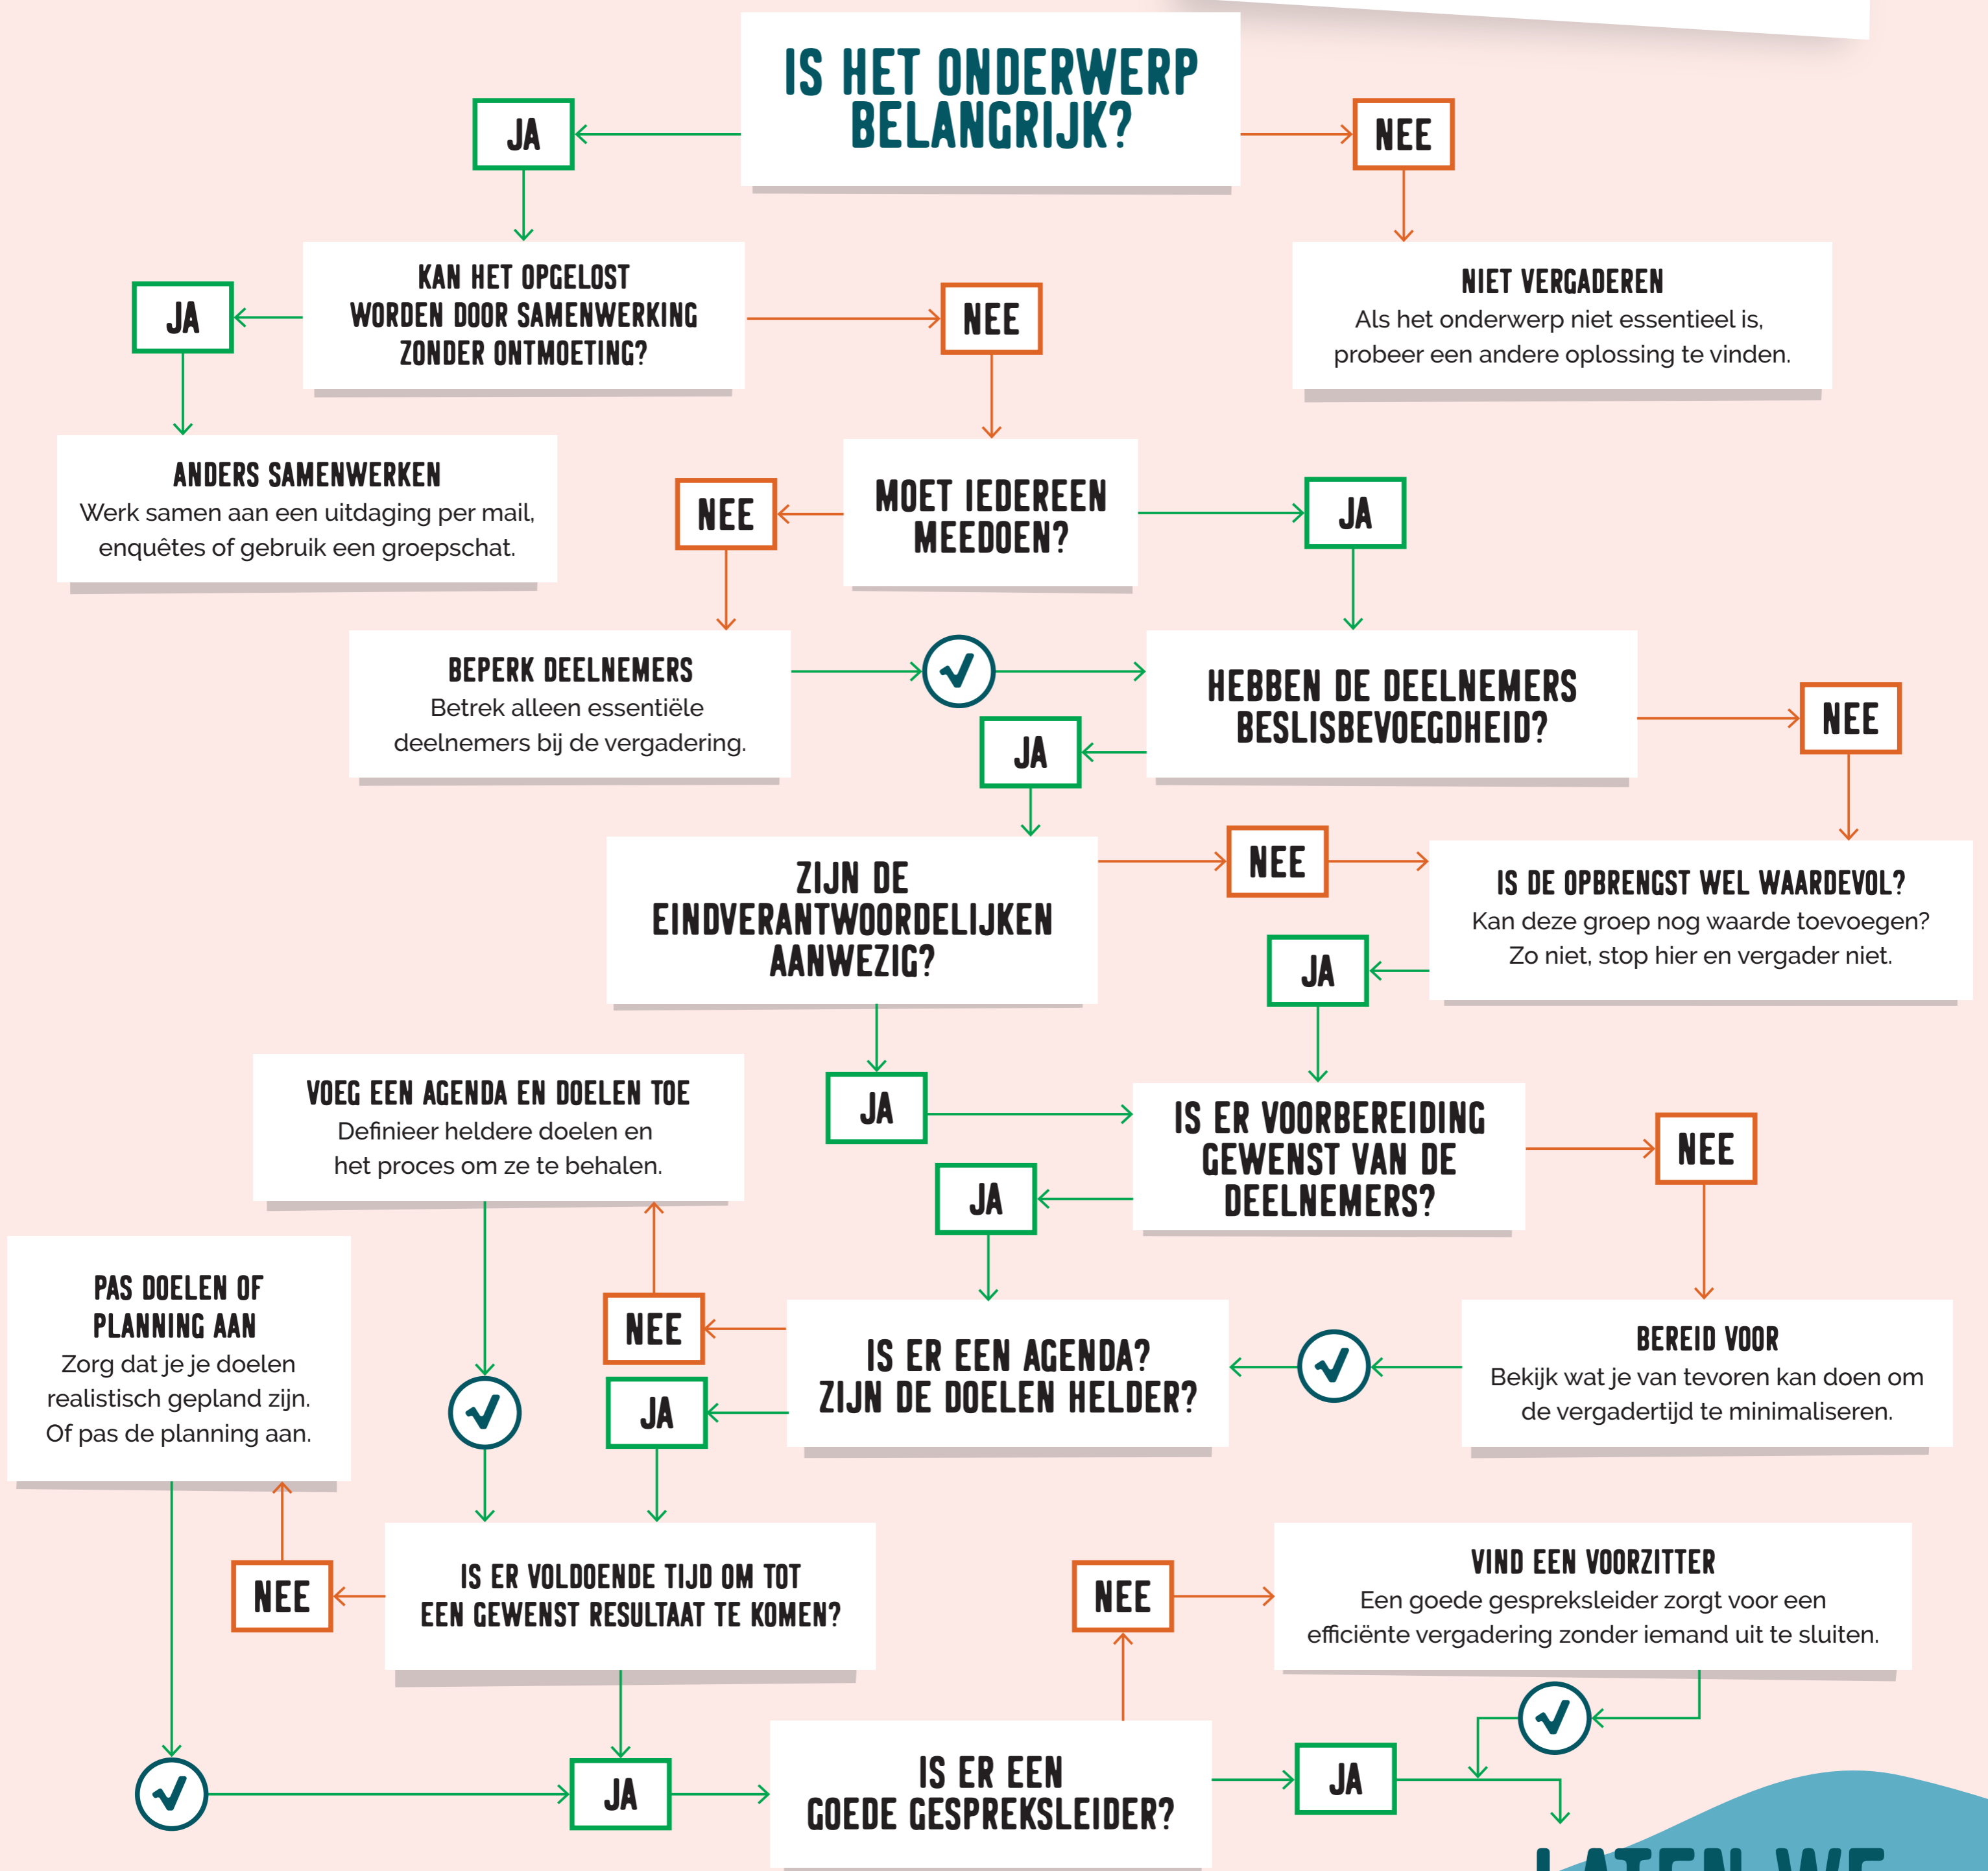 IS HET ONDERWERP
BELANGRIJK?
JA
NEE
KAN HET OPGELOST
WORDEN DOOR SAMENWERKING
ZONDER ONTMOETING?
JA
NEE
NIET VERGADEREN
Als het onderwerp niet essentieel is,
probeer een andere oplossing te vinden.
ANDERS SAMENWERKEN
Werk samen aan een uitdaging per mail,
enquêtes of gebruik een groepschat.
NEE
MOET IEDEREEN
MEEDOEN?
JA
BEPERK DEELNEMERS
Betrek alleen essentiële
deelnemers bij de vergadering.
HEBBEN DE DEELNEMERS
BESLISBEVOEGDHEID?
NEE
JA
ZIJN DE
EINDVERANTWOORDELIJKEN
AANWEZIG?
NEE
IS DE OPBRENGST WEL WAARDEVOL?
Kan deze groep nog waarde toevoegen?
Zo niet, stop hier en vergader niet.
JA
VOEG EEN AGENDA EN DOELEN TOE
Definieer heldere doelen en
het proces om ze te behalen.
JA
IS ER VOORBEREIDING
GEWENST VAN DE
DEELNEMERS?
NEE
JA
PAS DOELEN OF
PLANNING AAN
Zorg dat je je doelen
realistisch gepland zijn.
Of pas de planning aan.
NEE
JA
IS ER EEN AGENDA?
ZIJN DE DOELEN HELDER?
BEREID VOOR
Bekijk wat je van tevoren kan doen om
de vergadertijd te minimaliseren.
NEE
IS ER VOLDOENDE TIJD OM TOT
EEN GEWENST RESULTAAT TE KOMEN?
NEE
VIND EEN VOORZITTER
Een goede gespreksleider zorgt voor een
efficiënte vergadering zonder iemand uit te sluiten.
JA
IS ER EEN
GOEDE GESPREKSLEIDER?
JA
LATEN WE